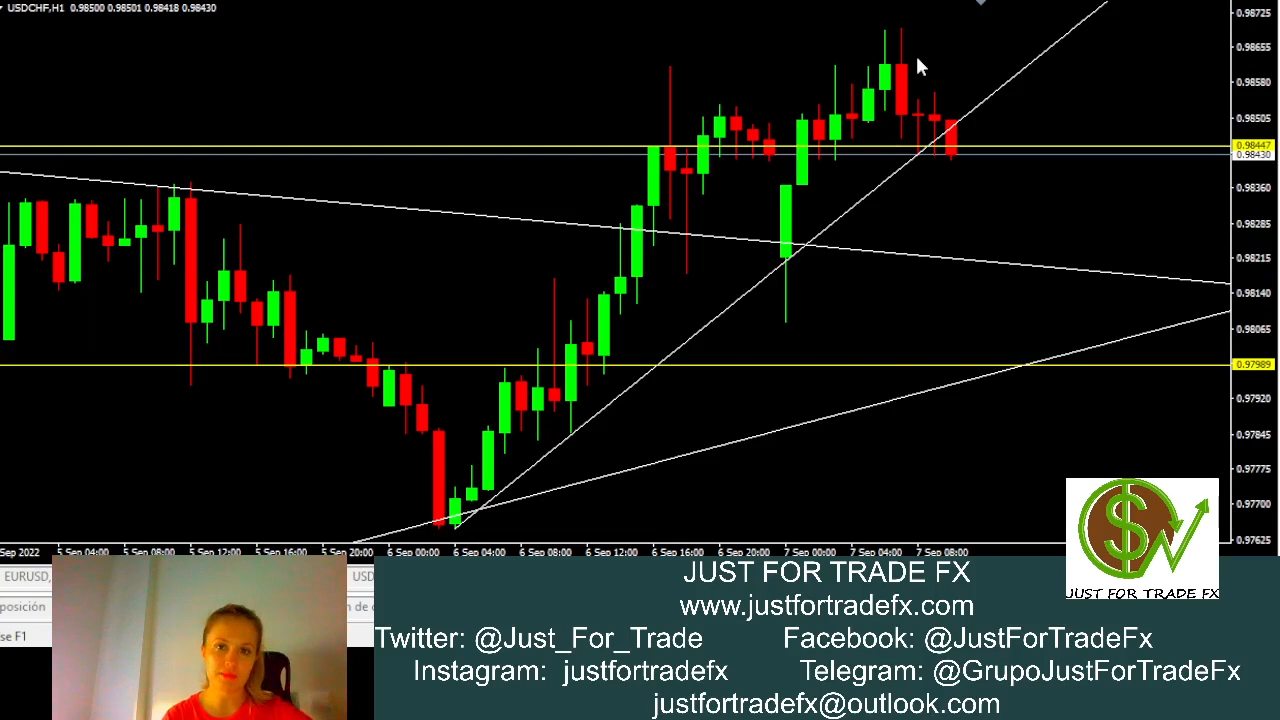 USDCHF,H1 0.98500 0.98501 0.98418 0.98430
0.98725
0.98655
0.98580
0.98505
0.98447
0.98430
0.98360
0.98285
0.98215
0.98140
0.98065
0.97989
0.97920
0.97845
0.97775
0.97700
0.97625
Sep 2022 5 Sep 04:00 5 Sep 08:00 5 Sep 12:00 5 Sep 16:00 5 Sep 20:00 6 Sep 00:00 6 Sep 04:00 6 Sep 08:00 6 Sep 12:00 6 Sep 16:00 6 Sep 20:00 7 Sep 00:00 7 Sep 04:00 7 Sep 08:00
EURUSD, USD
posición n de
se F1
JUST FOR TRADE FX
JUST FOR TRADE FX
www.justfortradefx.com
Twitter: @Just_For_Trade Facebook: @JustForTradeFx
Instagram: justfortradefx Telegram: @GrupoJustForTradeFx
justfortradefx@outlook.com